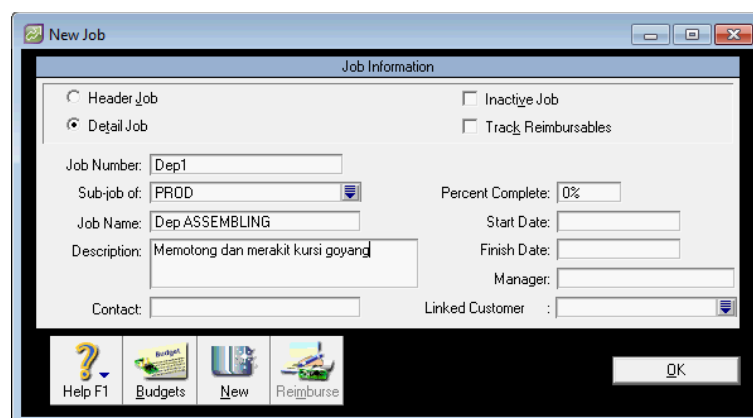 New Job
Job Information
Header Job
Inactive Job
Detail Job
Track Reimbursables
Job Number: Dep1
Sub-job of: PROD
Percent Complete: 0%
Job Name: Dep ASSEMBLING
Start Date:
Description: Memotong dan merakit kursi goyang
Finish Date:
Manager:
Contact:
Linked Customer :
Budget
Help F1
Budgets
New
Reimburse
OK